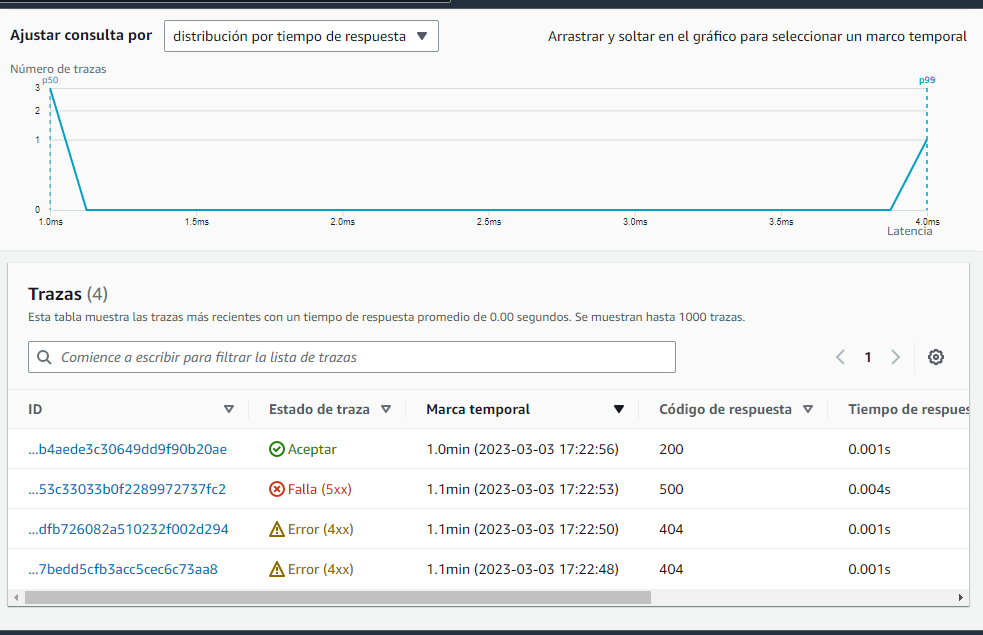 Ajustar consulta por distribución por tiempo de respuesta Arrastrar y soltar en el gráfico para seleccionar un marco temporal
Número de trazas
p50 p99
3
2
1
0
1.0ms 1.5ms 2.0ms 2.5ms 3.0ms 3.5ms 4.0ms
Latencia
Trazas (4)
Esta tabla muestra las trazas más recientes con un tiempo de respuesta promedio de 0.00 segundos. Se muestran hasta 1000 trazas.
Comience a escribir para filtrar la lista de trazas 1
ID Estado de traza Marca temporal Código de respuesta Tiempo de respues
...b4aede3c30649dd9f90b20ae Aceptar 1.0min (2023-03-03 17:22:56) 200 0.001s
...53c33033b0f2289972737fc2 Falla (5xx) 1.1min (2023-03-03 17:22:53) 500 0.004s
...dfb726082a510232f002d294 Error (4xx) 1.1min (2023-03-03 17:22:50) 404 0.001s
...7bedd5cfb3acc5cec6c73aa8 Error (4xx) 1.1min (2023-03-03 17:22:48) 404 0.001s